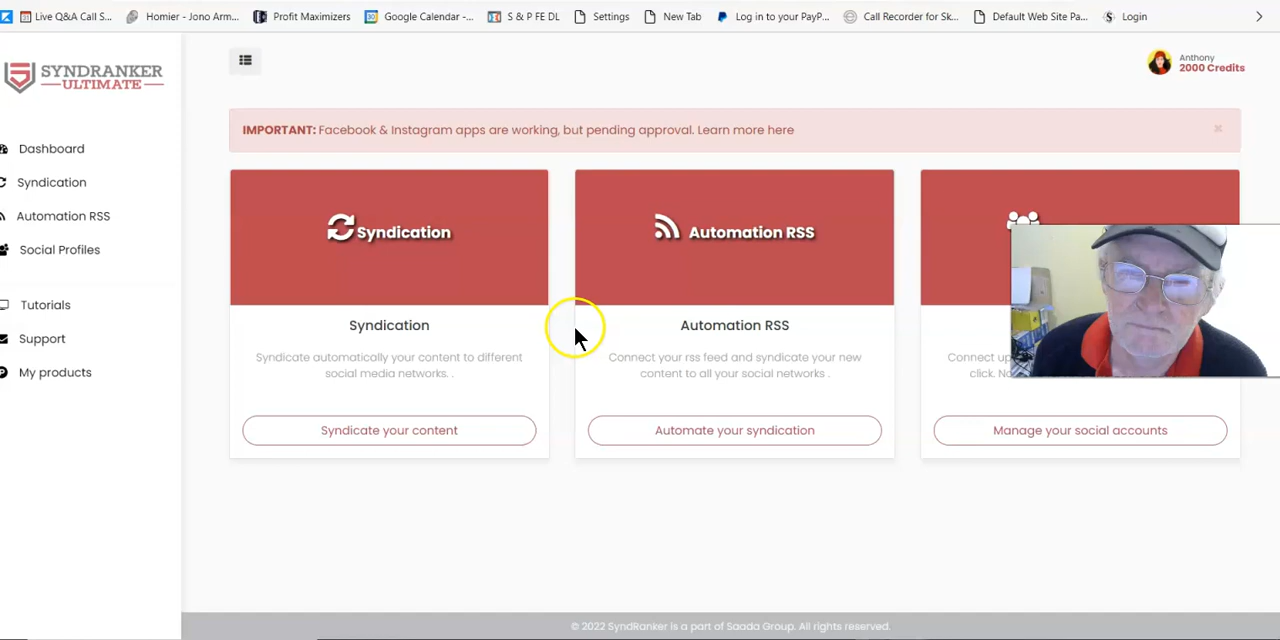 Live Q&A Call S...
Homier - Jono Arm...
Profit Maximizers
Google Calendar -...
S & P FE DL
Settings
New Tab
Log in to your PayP...
Call Recorder for Sk...
Default Web Site Pa...
Login
SYNDRANKER
ULTIMATE
Anthony
2000 Credits
Dashboard
Syndication
Automation RSS
Social Profiles
Tutorials
Support
My products
IMPORTANT: Facebook & Instagram apps are working, but pending approval. Learn more here
Syndication
Syndication
Syndicate automatically your content to different
social media networks. .
Syndicate your content
Automation RSS
Automation RSS
Connect your rss feed and syndicate your new
content to all your social networks .
Automate your syndication
Connect up
click. No
Manage your social accounts
© 2022 SyndRanker is a part of Saada Group. All rights reserved.